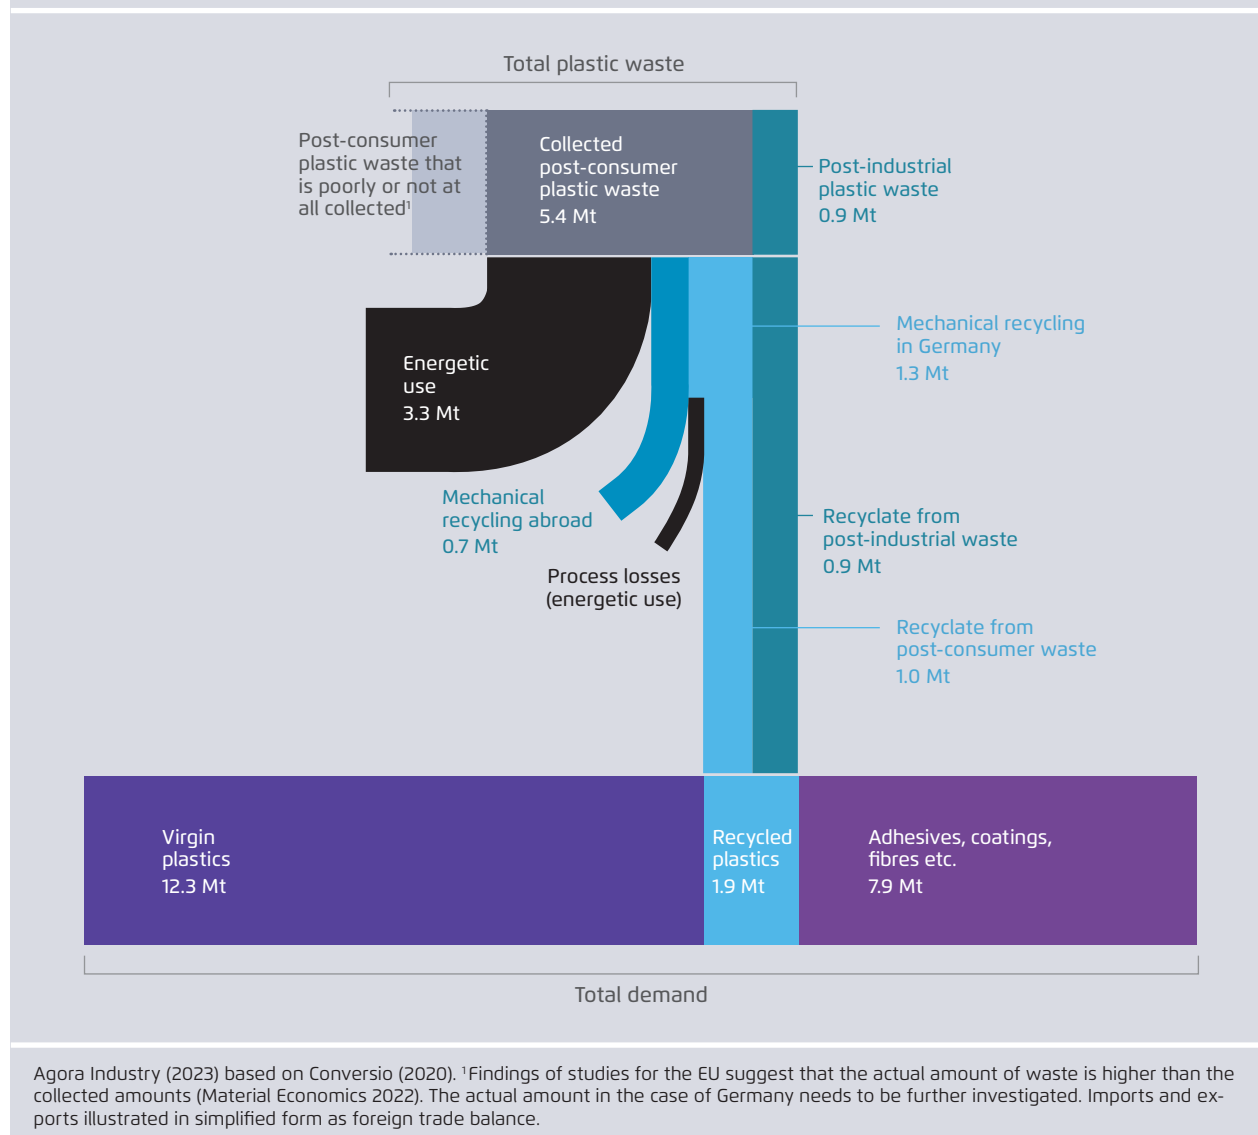 Total plastic waste
Post-consumer
plastic waste that
is poorly or not at
all collected¹
Collected
post-consumer
plastic waste
5.4 Mt
Post-industrial
plastic waste
0.9 Mt
Energetic
use
3.3 Mt
Mechanical recycling
in Germany
1.3 Mt
Mechanical
recycling abroad
0.7 Mt
Process losses
(energetic use)
Recyclate from
post-industrial waste
0.9 Mt
Recyclate from
post-consumer waste
1.0 Mt
Virgin
plastics
12.3 Mt
Recycled
plastics
1.9 Mt
Adhesives, coatings,
fibres etc.
7.9 Mt
Total demand
Agora Industry (2023) based on Conversio (2020). ¹Findings of studies for the EU suggest that the actual amount of waste is higher than the
collected amounts (Material Economics 2022). The actual amount in the case of Germany needs to be further investigated. Imports and ex-
ports illustrated in simplified form as foreign trade balance.